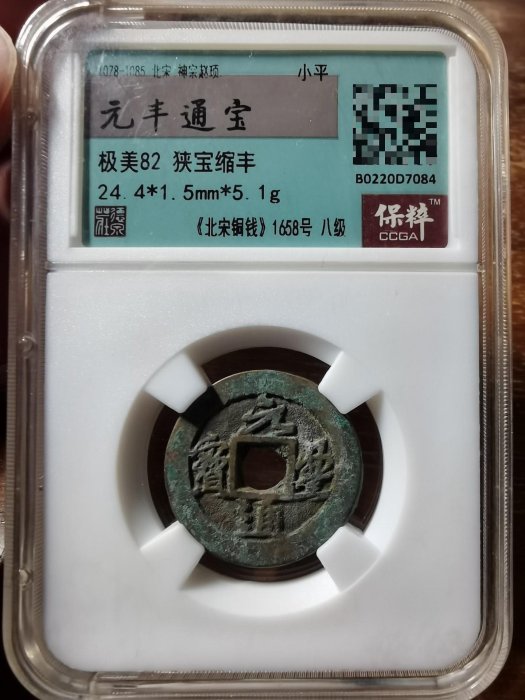 1078-1085 北宋 神宗赵顼 小平
元丰通宝
极美82 狭宝缩丰
24.4*1.5mm*5.1g
B0220D7084
《北宋铜钱》1658号 八级
保粹™
CCGA
元豐通寶